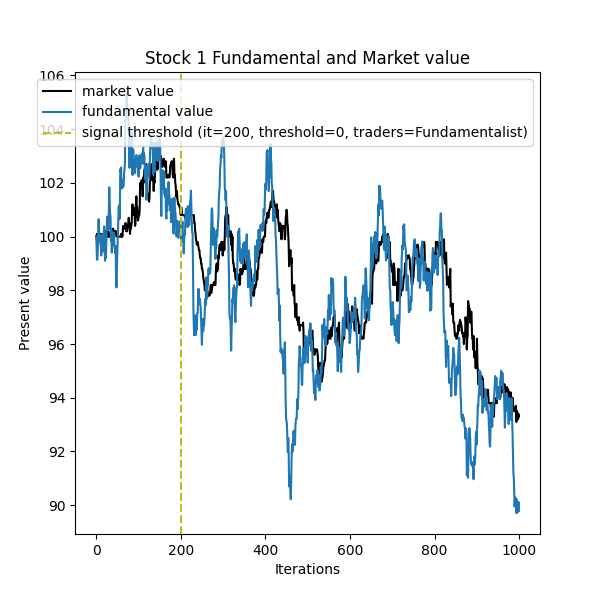 Stock 1 Fundamental and Market value
market value
fundamental value
signal threshold (it=200, threshold=0, traders=Fundamentalist)
106
104
102
100
98
96
94
92
90
Present value
0 200 400 600 800 1000
Iterations